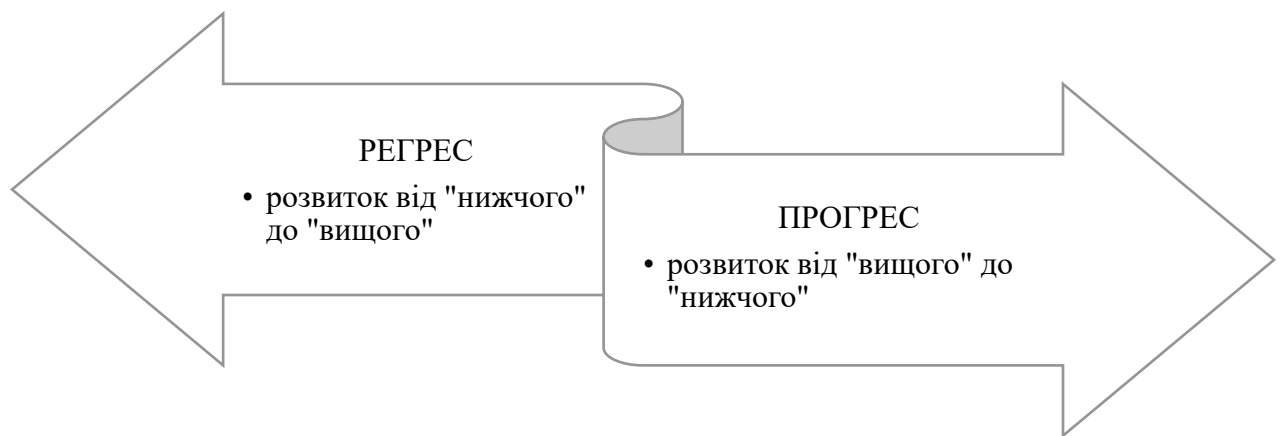 РЕГРЕС
• розвиток від "нижчого"
до "вищого"
ПРОГРЕС
• розвиток від "вищого" до
"нижчого"